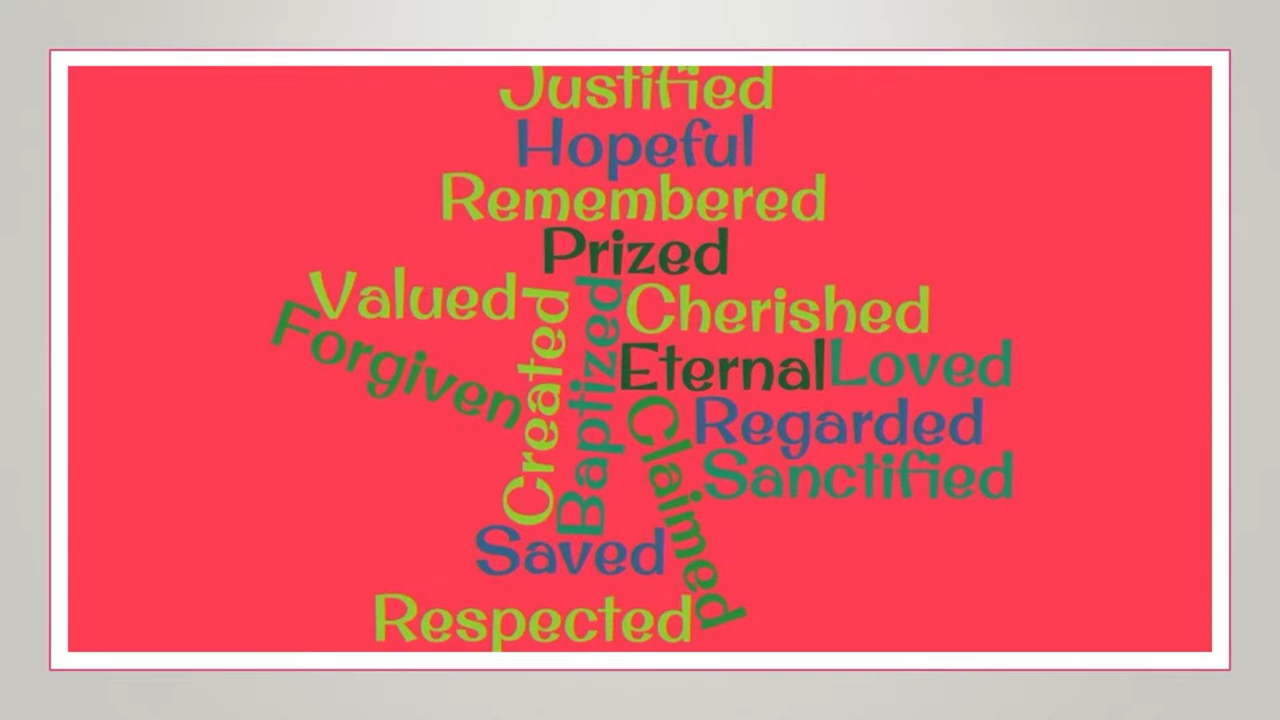 Justified
Hopeful
Remembered
Prized
Valued
Cherished
Forgiven
Created
Baptized
Eternal
Loved
Claimed
Regarded
Sanctified
Saved
Respected